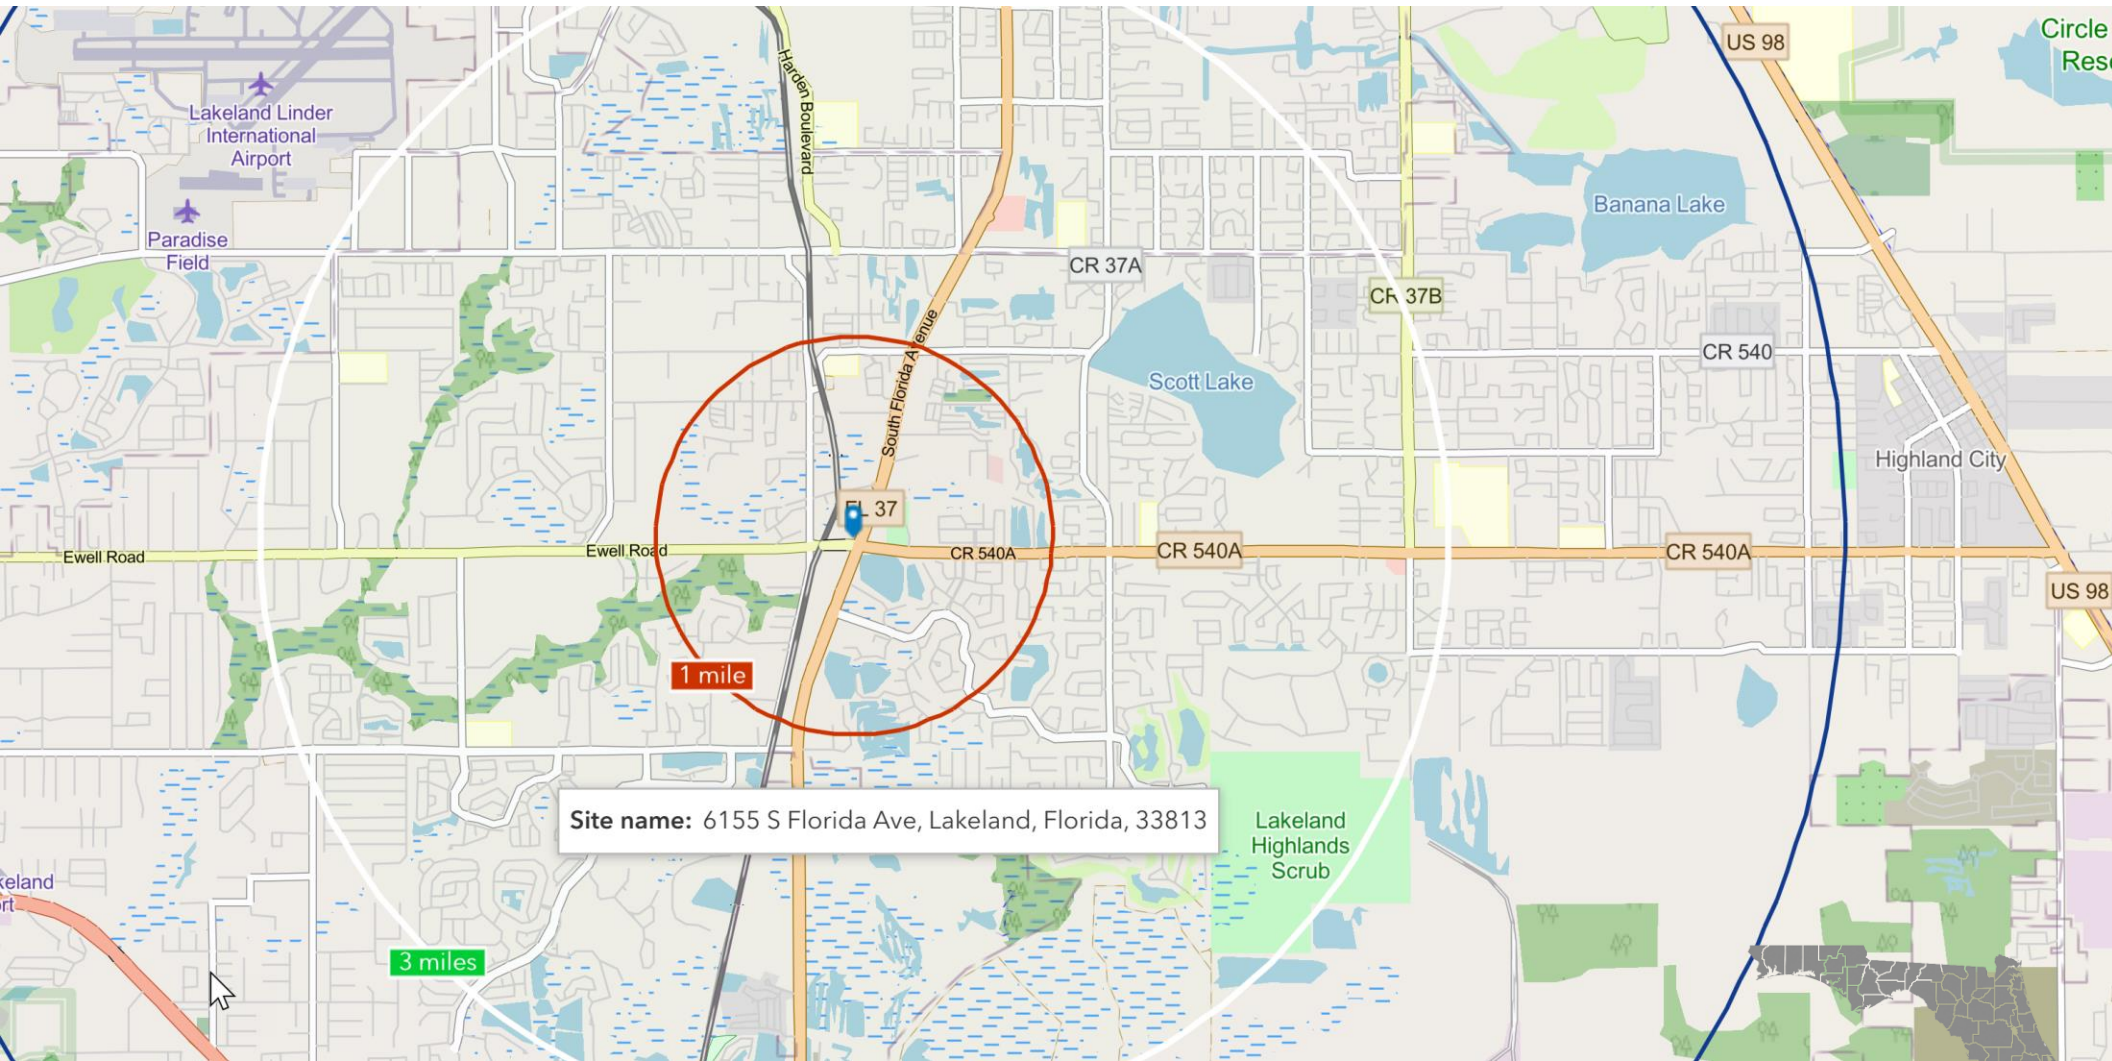 Circle
Rese
US 98
Harden Boulevard
Lakeland Linder
International
Airport
Banana Lake
Paradise
Field
CR 37A
CR 37B
South Florida Avenue
CR 540
Scott Lake
Highland City
FL 37
Ewell Road
Ewell Road
CR 540A
CR 540A
CR 540A
US 98
1 mile
Site name: 6155 S Florida Ave, Lakeland, Florida, 33813
Lakeland
Highlands
Scrub
keland
rt
3 miles